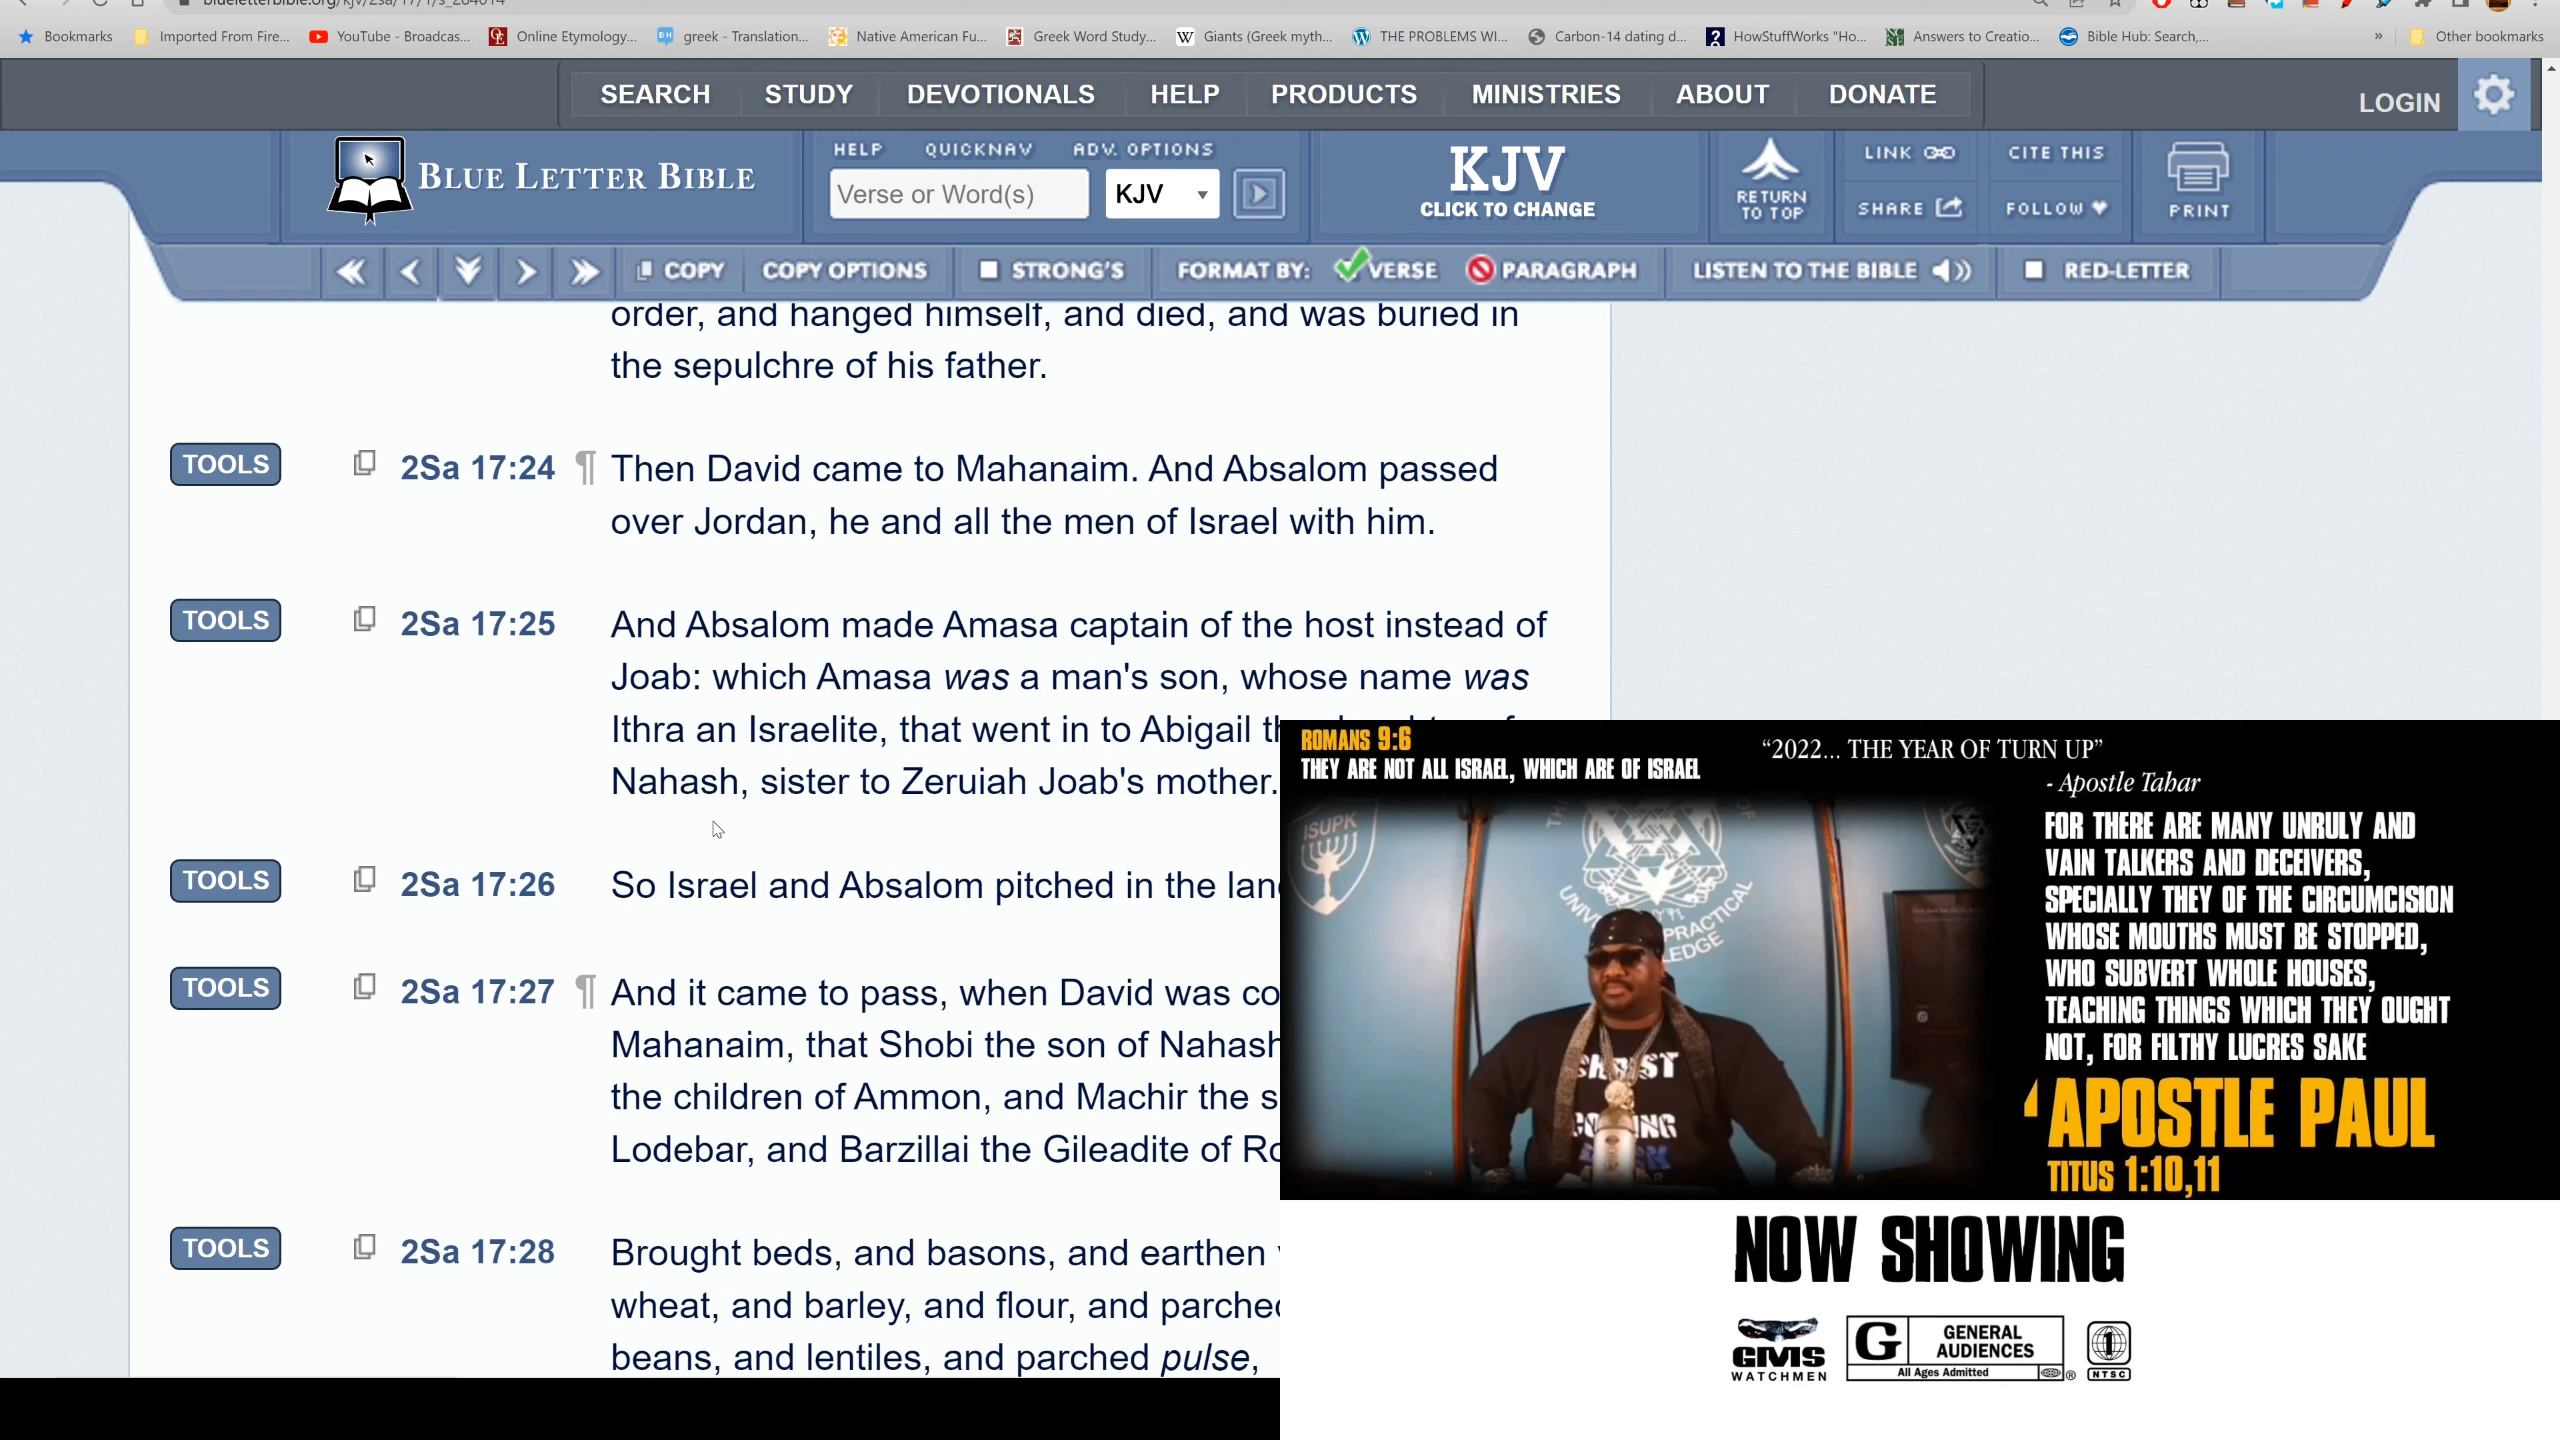 blueletterbible.org/kjv/2sa/17/1/s_284014
Bookmarks
Imported From Fire...
YouTube - Broadcas...
Online Etymology...
greek - Translation...
Native American Fu...
Greek Word Study...
Giants (Greek myth...
THE PROBLEMS WI...
Carbon-14 dating d...
HowStuffWorks "Ho...
Answers to Creatio...
Bible Hub: Search,...
»
Other bookmarks
SEARCH
STUDY
DEVOTIONALS
HELP
PRODUCTS
MINISTRIES
ABOUT
DONATE
LOGIN
BLUE LETTER BIBLE
HELP
QUICKNAV
ADV. OPTIONS
Verse or Word(s)
KJV
KJV
CLICK TO CHANGE
RETURN
TO TOP
LINK
CITE THIS
SHARE
FOLLOW
PRINT
COPY
COPY OPTIONS
STRONG'S
FORMAT BY:
VERSE
PARAGRAPH
LISTEN TO THE BIBLE
RED-LETTER
order, and hanged himself, and died, and was buried in
the sepulchre of his father.
TOOLS
2Sa 17:24
¶ Then David came to Mahanaim. And Absalom passed
over Jordan, he and all the men of Israel with him.
TOOLS
2Sa 17:25
And Absalom made Amasa captain of the host instead of
Joab: which Amasa was a man's son, whose name was
Ithra an Israelite, that went in to Abigail
Nahash, sister to Zeruiah Joab's mother.
TOOLS
2Sa 17:26
So Israel and Absalom pitched in the
TOOLS
2Sa 17:27
¶ And it came to pass, when David was
Mahanaim, that Shobi the son of Nahash
the children of Ammon, and Machir the
Lodebar, and Barzillai the Gileadite of
TOOLS
2Sa 17:28
Brought beds, and basons, and earthen
wheat, and barley, and flour, and
beans, and lentiles, and parched pulse,
ROMANS 9:6
THEY ARE NOT ALL ISRAEL, WHICH ARE OF ISRAEL
“2022... THE YEAR OF TURN UP”
- Apostle Tahar
FOR THERE ARE MANY UNRULY AND
VAIN TALKERS AND DECEIVERS,
SPECIALLY THEY OF THE CIRCUMCISION
WHOSE MOUTHS MUST BE STOPPED,
WHO SUBVERT WHOLE HOUSES,
TEACHING THINGS WHICH THEY OUGHT
NOT, FOR FILTHY LUCRES SAKE
APOSTLE PAUL
TITUS 1:10,11
ISUPK
PRACTICAL
CHRIST
COMING
NOW SHOWING
GMS
WATCHMEN
G
GENERAL
AUDIENCES
All Ages Admitted
®
1
NTSC